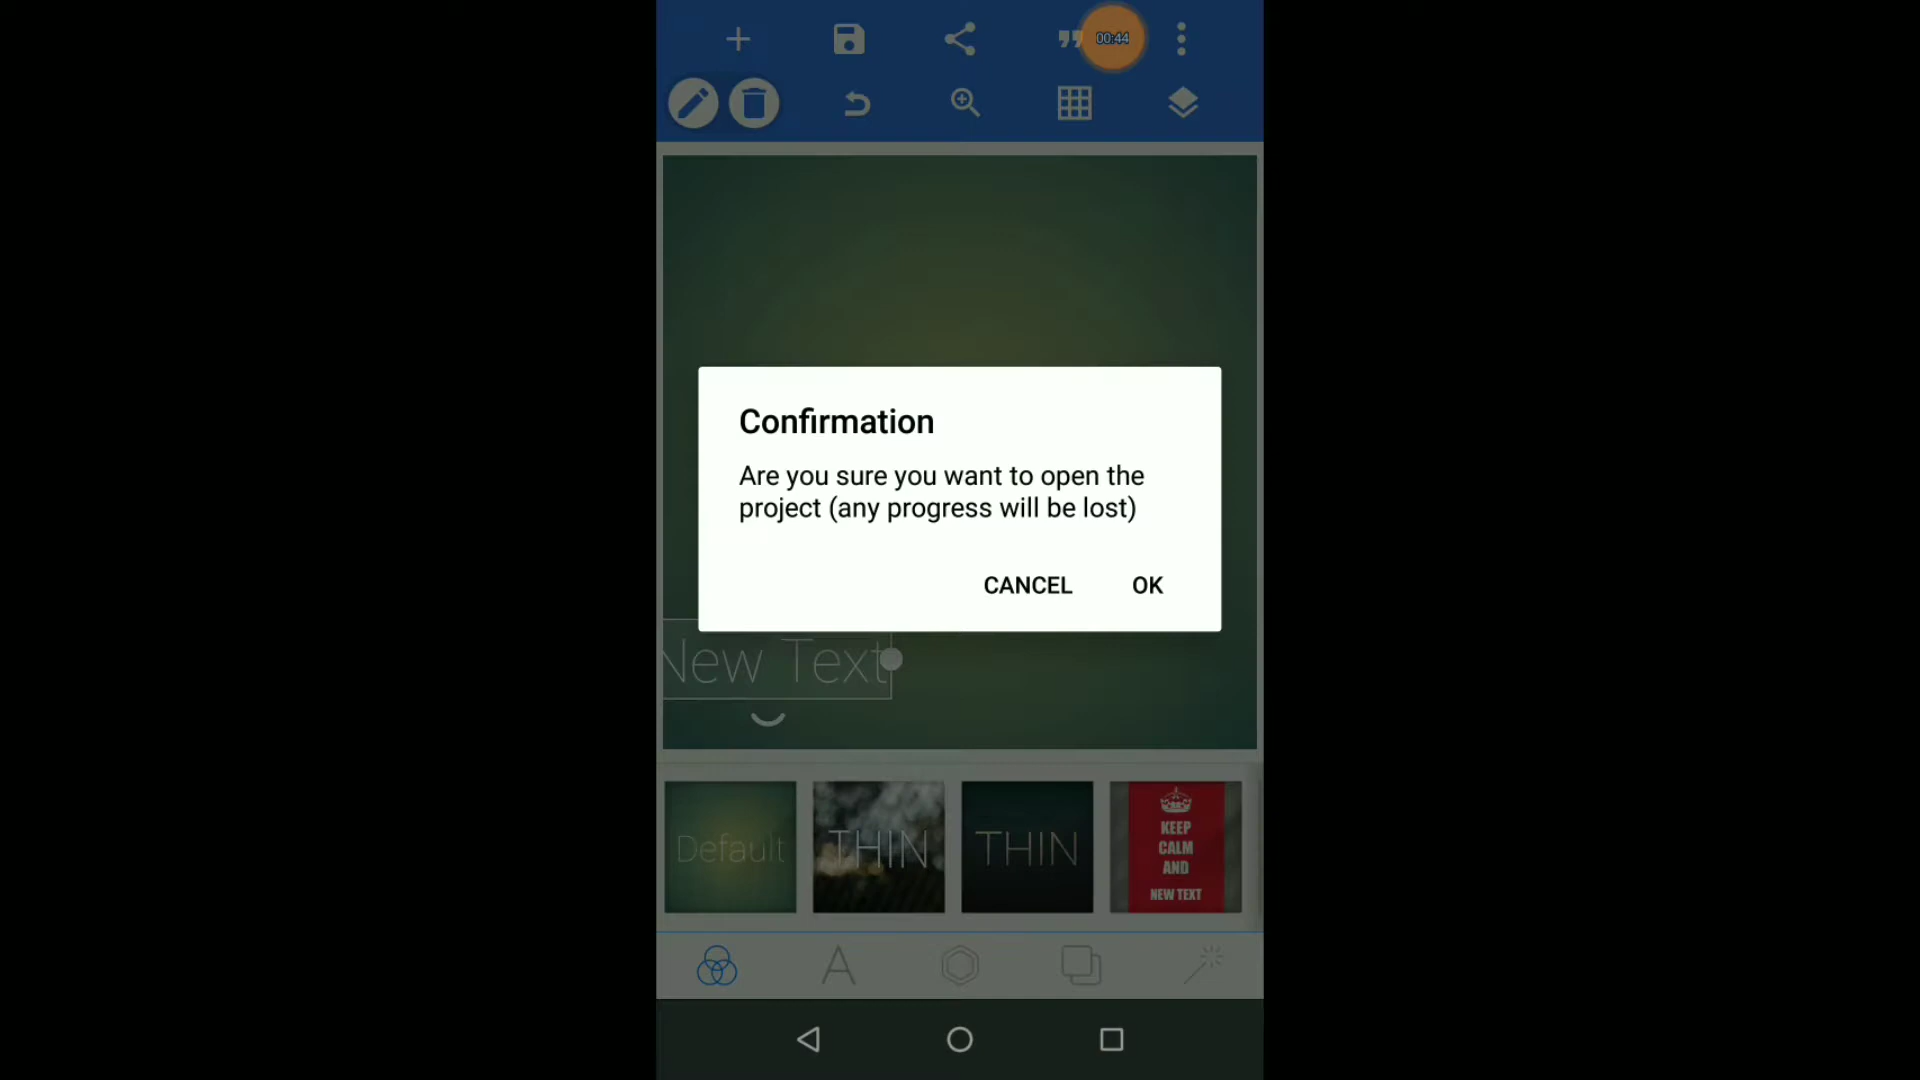 00:44
Confirmation
Are you sure you want to open the
project (any progress will be lost)
CANCEL OK
New Text
Default
THIN
THIN
KEEP
CALM
AND
NEW TEXT